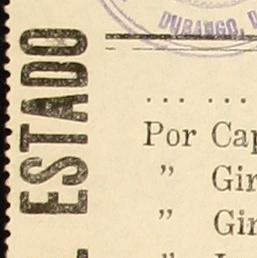 DURANGO, D
ESTADO
... ...
Por Cap
” Gir
” Gir
”